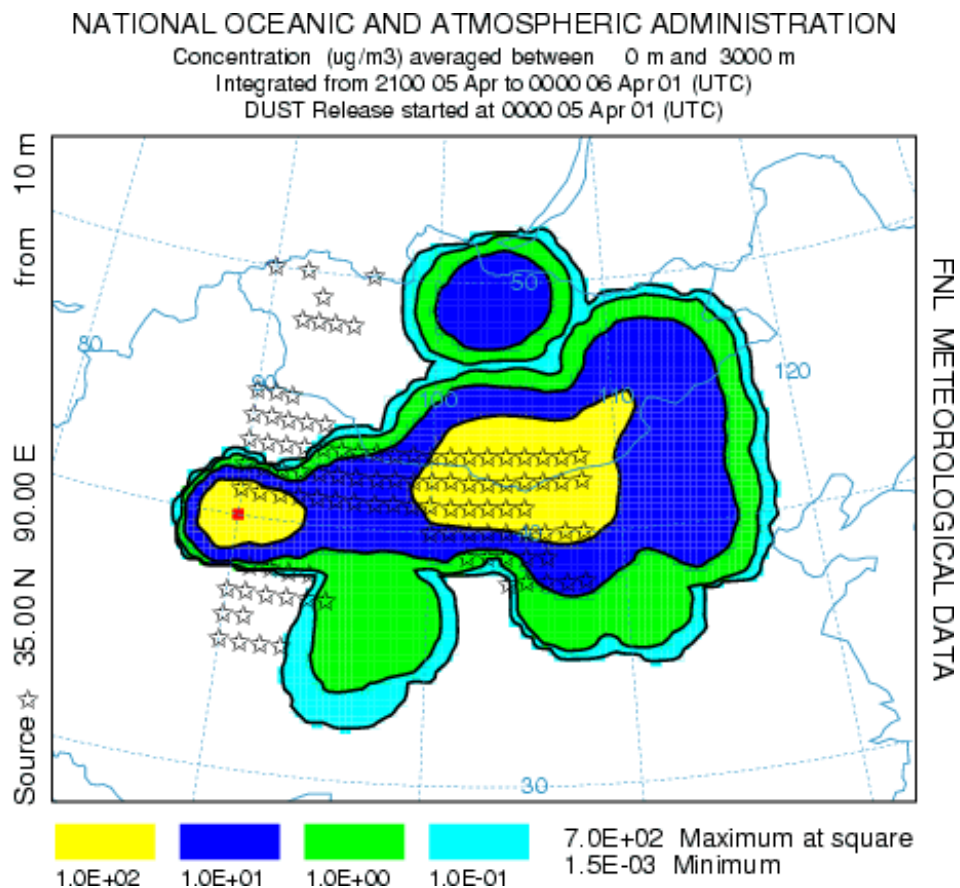 NATIONAL OCEANIC AND ATMOSPHERIC ADMINISTRATION
Concentration (ug/m3) averaged between 0 m and 3000 m
Integrated from 2100 05 Apr to 0000 06 Apr 01 (UTC)
DUST Release started at 0000 05 Apr 01 (UTC)
Source ☆ 35.00 N 90.00 E from 10 m
50
80
90
120
100
110
40
30
FNL METEOROLOGICAL DATA
1.0E+02 1.0E+01 1.0E+00 1.0E-01
7.0E+02 Maximum at square
1.5E-03 Minimum